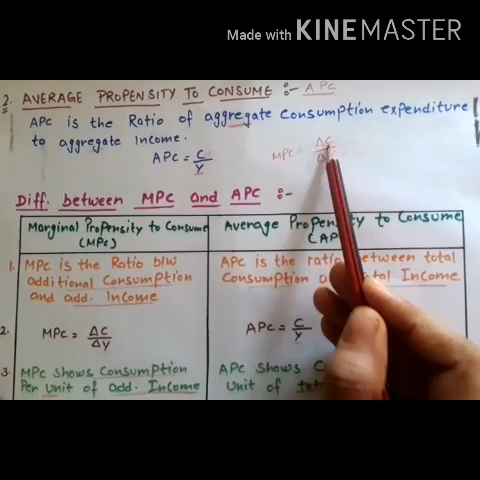 Made with KINEMASTER
2. AVERAGE PROPENSITY TO CONSUME :- APC
APC is the Ratio of aggregate Consumption expenditure
to aggregate Income.
APC = C/Y
MPC = ΔC/Δ
Diff. between MPC and APC :-
Marginal Propensity to Consume
(MPC)
Average Propensity to Consume
(AP
1. MPC is the Ratio b/w
additional Consumption
and add. Income
APC is the ratio between total
Consumption total Income
2. MPC = ΔC/ΔY
APC = C/Y
3. MPC shows Consumption
Per Unit of add. Income
APC shows
Unit of